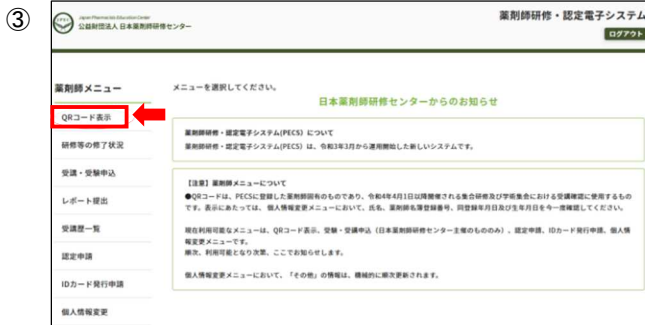 ③
Japan Pharmacists Education Center
公益財団法人 日本薬剤師研修センター
薬剤師研修・認定電子システム
ログアウト
薬剤師メニュー
QRコード表示
研修等の修了状況
受講・受験申込
レポート提出
受講歴一覧
認定申請
IDカード発行申請
個人情報変更
メニューを選択してください。
日本薬剤師研修センターからのお知らせ
薬剤師研修・認定電子システム(PECS)について
薬剤師研修・認定電子システム(PECS)は、令和3年3月から運用開始した新しいシステムです。
【注意】薬剤師メニューについて
●QRコードは、PECSに登録した薬剤師固有のものであり、令和4年4月1日以降開催される集合研修及び学術集会における受講確認に使用するもの
です。表示にあたっては、個人情報変更メニューにおいて、氏名、薬剤師名簿登録番号、同登録年月日及び生年月日を今一度確認してください。
現在利用可能なメニューは、QRコード表示、受験・受講申込（日本薬剤師研修センター主催のもののみ）、認定申請、IDカード発行申請、個人情
報変更メニューです。
順次、利用可能となり次第、ここでお知らせします。
個人情報変更メニューにおいて、「その他」の情報は、機械的に順次更新されます。